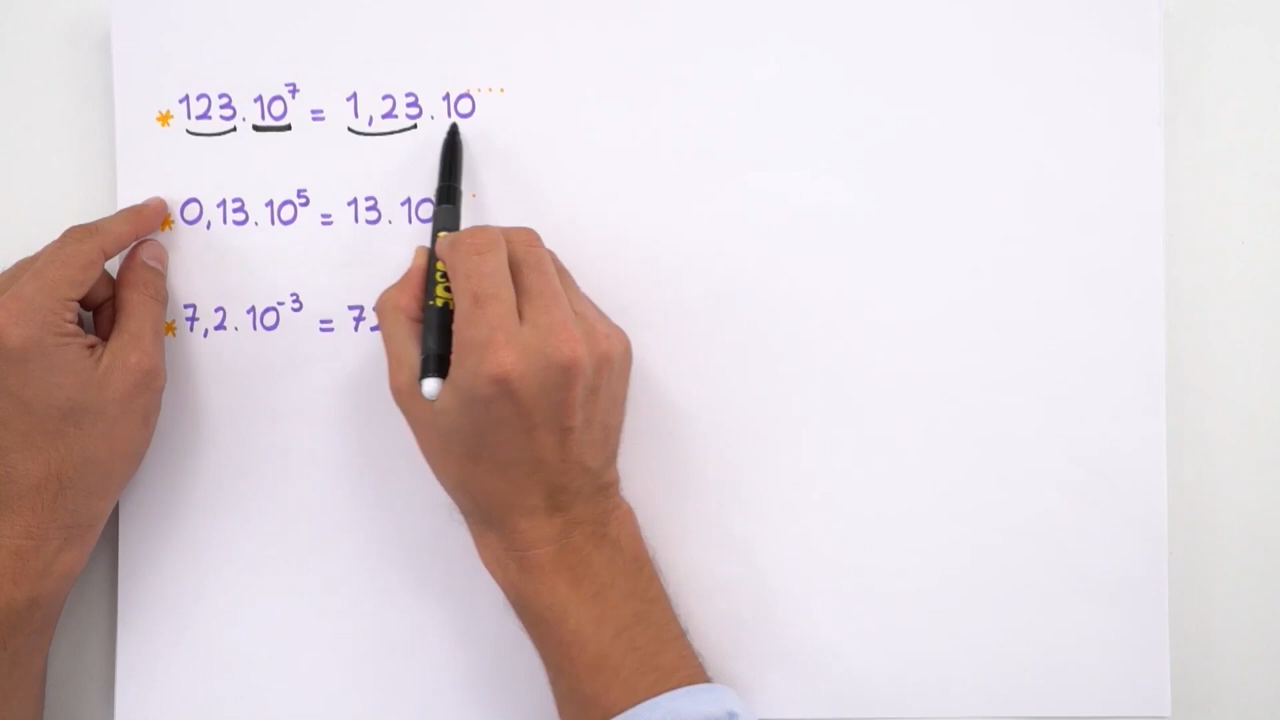 * 123 . 10⁷ = 1,23 . 10 ....
* 0,13 . 10⁵ = 13 . 10 .
* 7,2 . 10⁻³ = 7